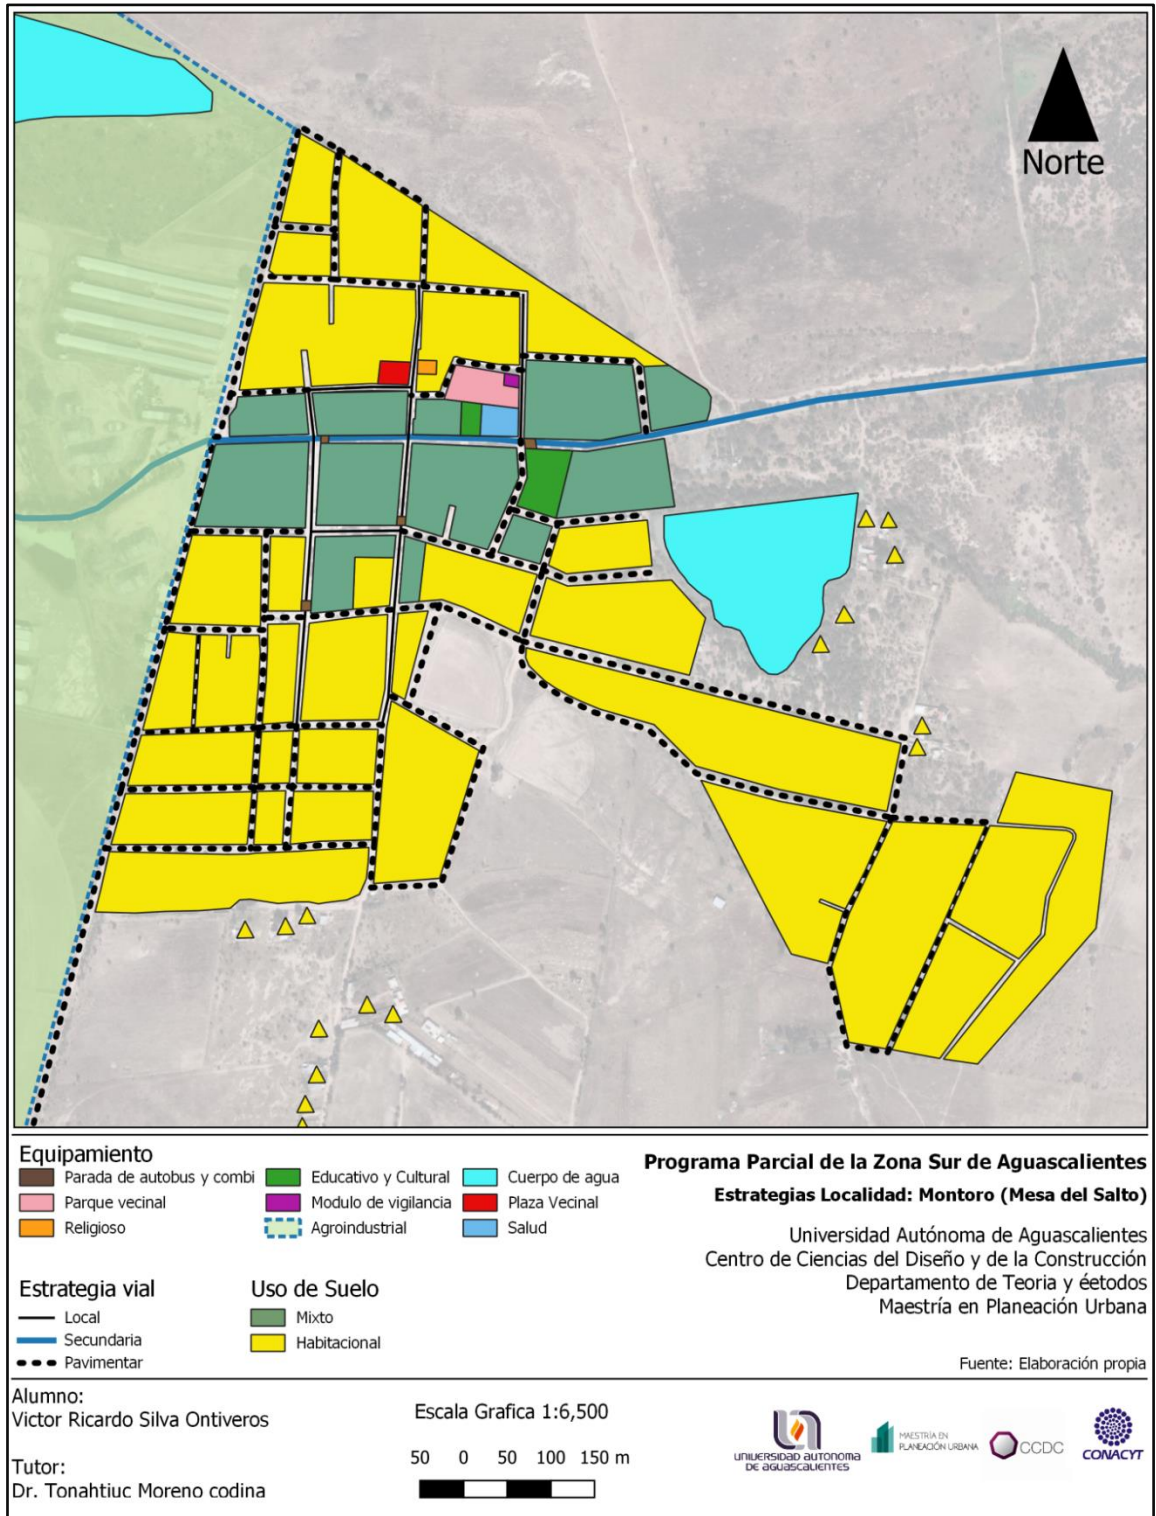 Norte
Equipamiento
Parada de autobus y combi
Educativo y Cultural
Cuerpo de agua
Parque vecinal
Modulo de vigilancia
Plaza Vecinal
Religioso
Agroindustrial
Salud
Estrategia vial
Local
Secundaria
Pavimentar
Uso de Suelo
Mixto
Habitacional
Programa Parcial de la Zona Sur de Aguascalientes
Estrategias Localidad: Montoro (Mesa del Salto)
Universidad Autónoma de Aguascalientes
Centro de Ciencias del Diseño y de la Construcción
Departamento de Teoria y éetodos
Maestría en Planeación Urbana
Fuente: Elaboración propia
Alumno:
Victor Ricardo Silva Ontiveros
Tutor:
Dr. Tonahtiuc Moreno codina
Escala Grafica 1:6,500
50 0 50 100 150 m
UNIVERSIDAD AUTONOMA
DE AGUASCALIENTES
MAESTRÍA EN
PLANEACIÓN URBANA
CCDC
CONACYT